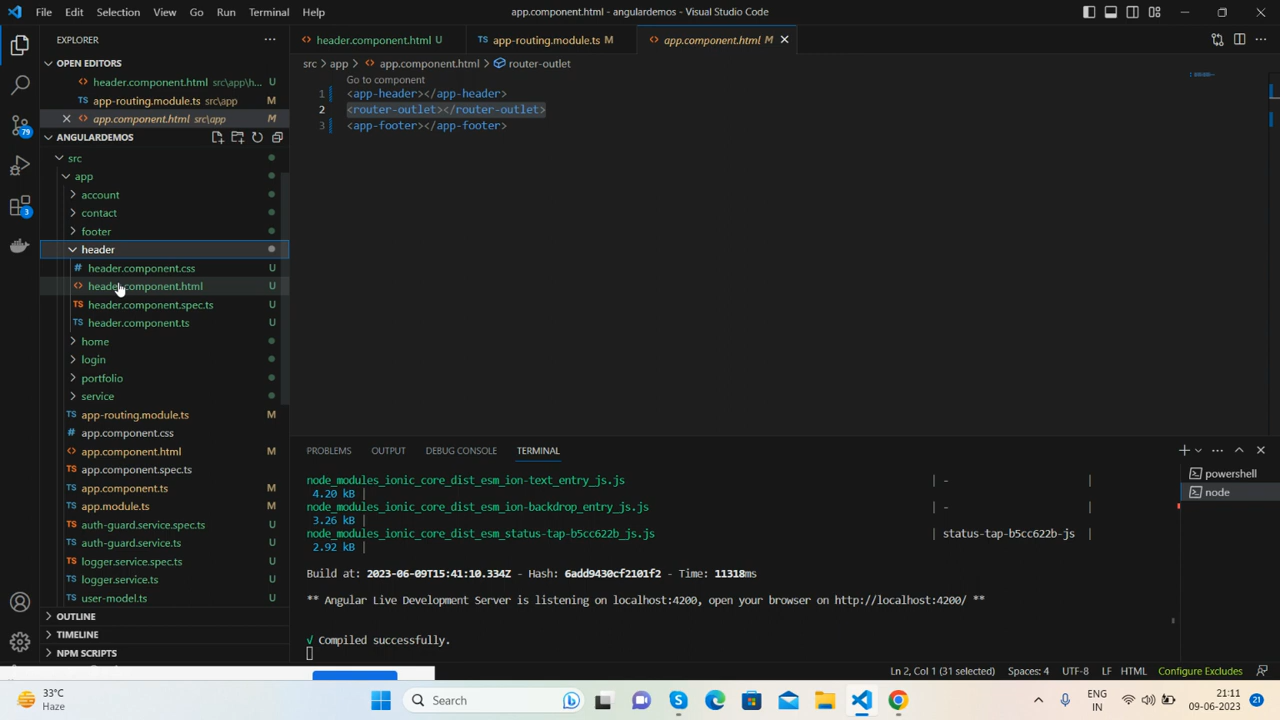 File Edit Selection View Go Run Terminal Help
app.component.html - angulardemos - Visual Studio Code
EXPLORER
header.component.html U
app-routing.module.ts M
app.component.html M
OPEN EDITORS
header.component.html src\app\h... U
app-routing.module.ts src\app M
app.component.html src\app M
ANGULARDEMOS
src
app
account
contact
footer
header
header.component.css U
header.component.html U
header.component.spec.ts U
header.component.ts U
home
login
portfolio
service
app-routing.module.ts M
app.component.css
app.component.html M
app.component.spec.ts
app.component.ts M
app.module.ts M
auth-guard.service.spec.ts U
auth-guard.service.ts U
logger.service.spec.ts U
logger.service.ts U
user-model.ts U
OUTLINE
TIMELINE
NPM SCRIPTS
79
3
src > app > app.component.html > router-outlet
Go to component
1 <app-header></app-header>
2 <router-outlet></router-outlet>
3 <app-footer></app-footer>
PROBLEMS OUTPUT DEBUG CONSOLE TERMINAL
powershell
node
node_modules_ionic_core_dist_esm_ion-text_entry_js.js | - |
4.20 kB |
node_modules_ionic_core_dist_esm_ion-backdrop_entry_js.js | - |
3.26 kB |
node_modules_ionic_core_dist_esm_status-tap-b5cc622b_js.js | status-tap-b5cc622b-js |
2.92 kB |
Build at: 2023-06-09T15:41:10.334Z - Hash: 6add9430cf2101f2 - Time: 11318ms
** Angular Live Development Server is listening on localhost:4200, open your browser on http://localhost:4200/ **
√ Compiled successfully.
Ln 2, Col 1 (31 selected) Spaces: 4 UTF-8 LF HTML Configure Excludes
33°C
Haze
Search
ENG
IN
21:11
09-06-2023
21